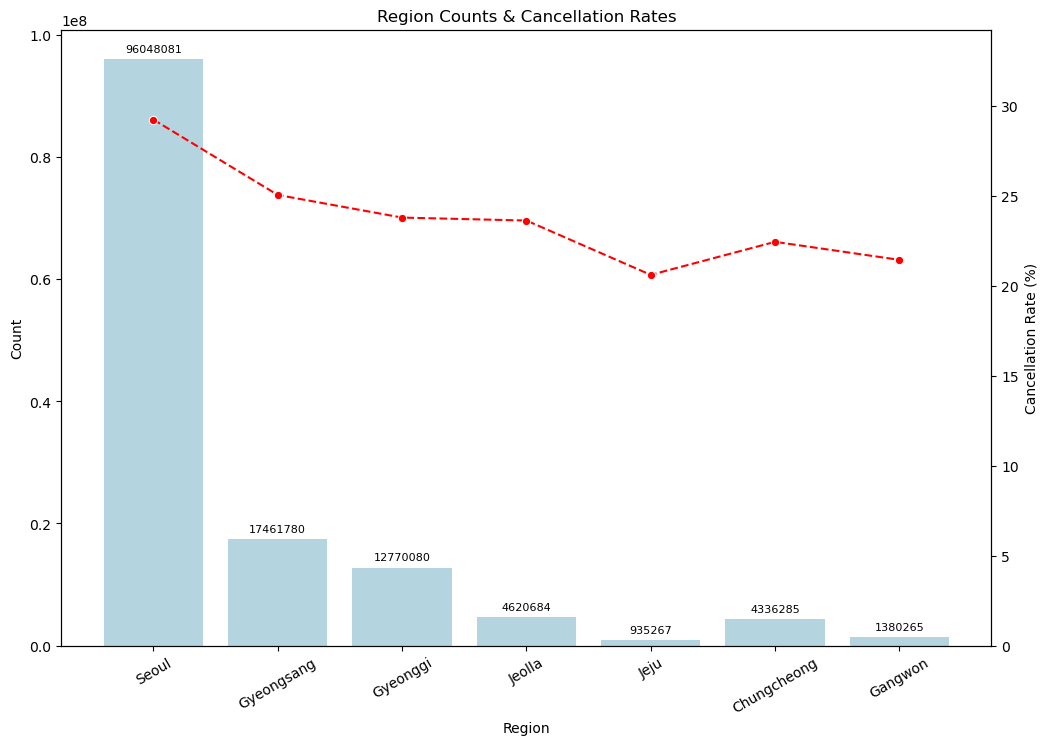 Region Counts & Cancellation Rates
1e8
1.0
0.8
0.6
0.4
0.2
0.0
Count
96048081
17461780
12770080
4620684
935267
4336285
1380265
30
25
20
15
10
5
0
Cancellation Rate (%)
Seoul
Gyeongsang
Gyeonggi
Jeolla
Jeju
Chungcheong
Gangwon
Region